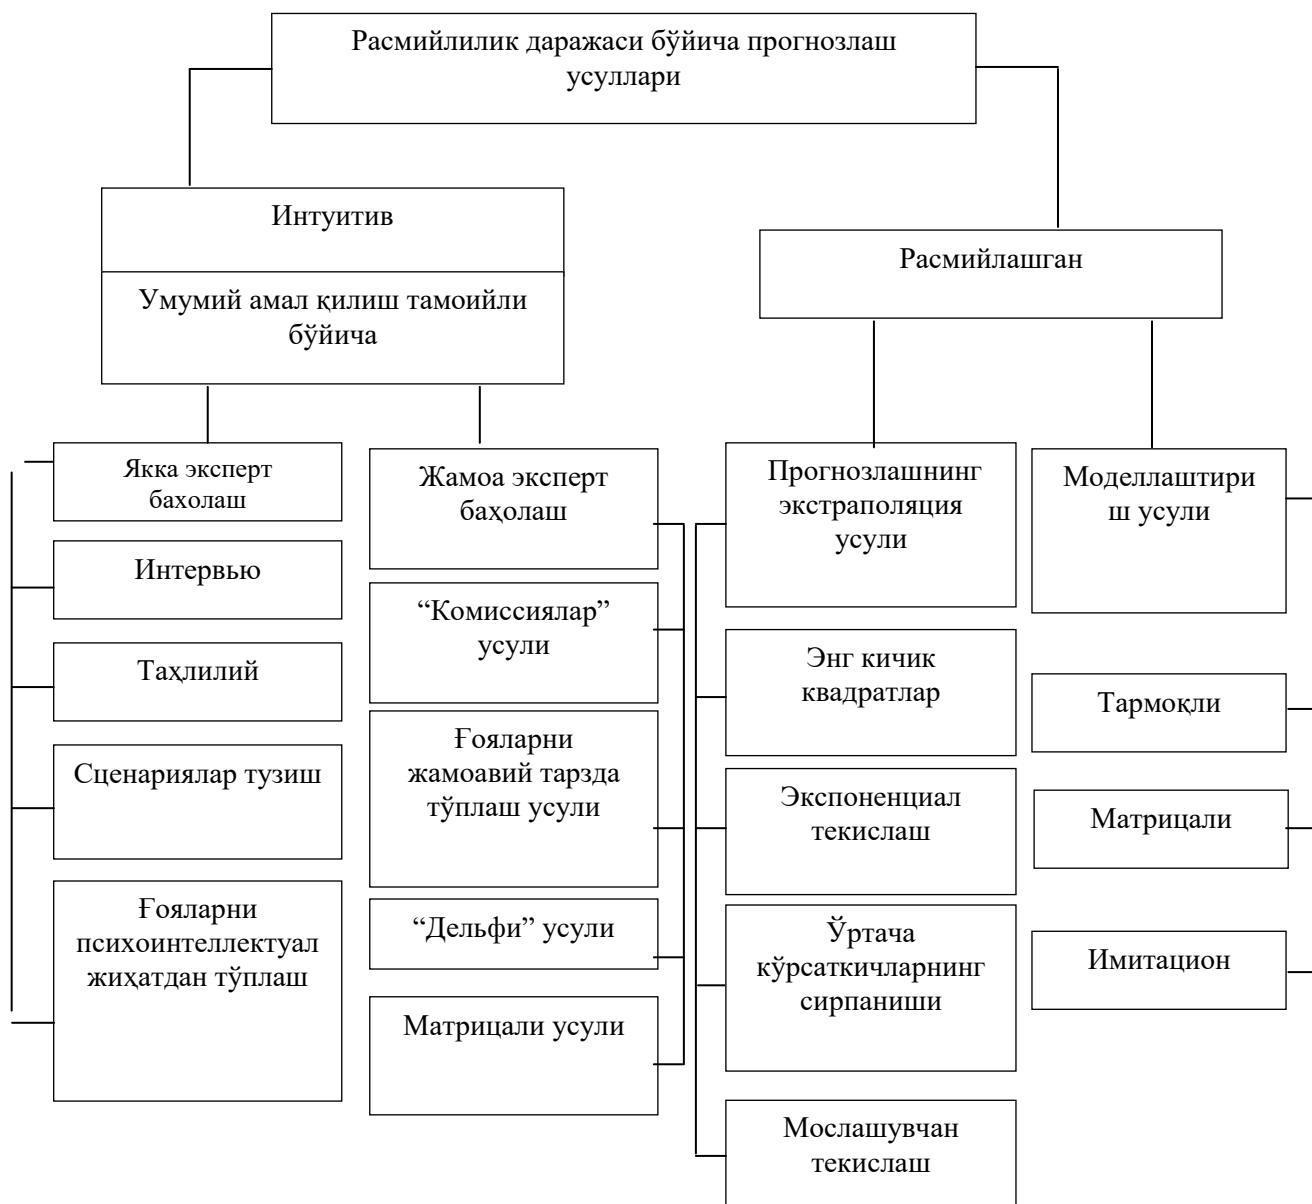 Расмийлилик даражаси бўйича прогнозлаш
усуллари
Интуитив
Умумий амал қилиш тамоийли
бўйича
Расмийлашган
Якка эксперт
бахолаш
Интервью
Таҳлилий
Сценариялар тузиш
Ғояларни
психоинтеллектуал
жиҳатдан тўплаш
Жамоа эксперт
баҳолаш
“Комиссиялар”
усули
Ғояларни
жамоавий тарзда
тўплаш усули
“Дельфи” усули
Матрицали усули
Прогнозлашнинг
экстраполяция
усули
Энг кичик
квадратлар
Экспоненциал
текислаш
Ўртача
кўрсаткичларнинг
сирпаниши
Мослашувчан
текислаш
Моделлаштири
ш усули
Тармоқли
Матрицали
Имитацион